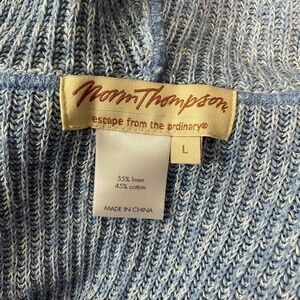 Norm Thompson
escape from the ordinary®
L
55% linen
45% cotton
MADE IN CHINA